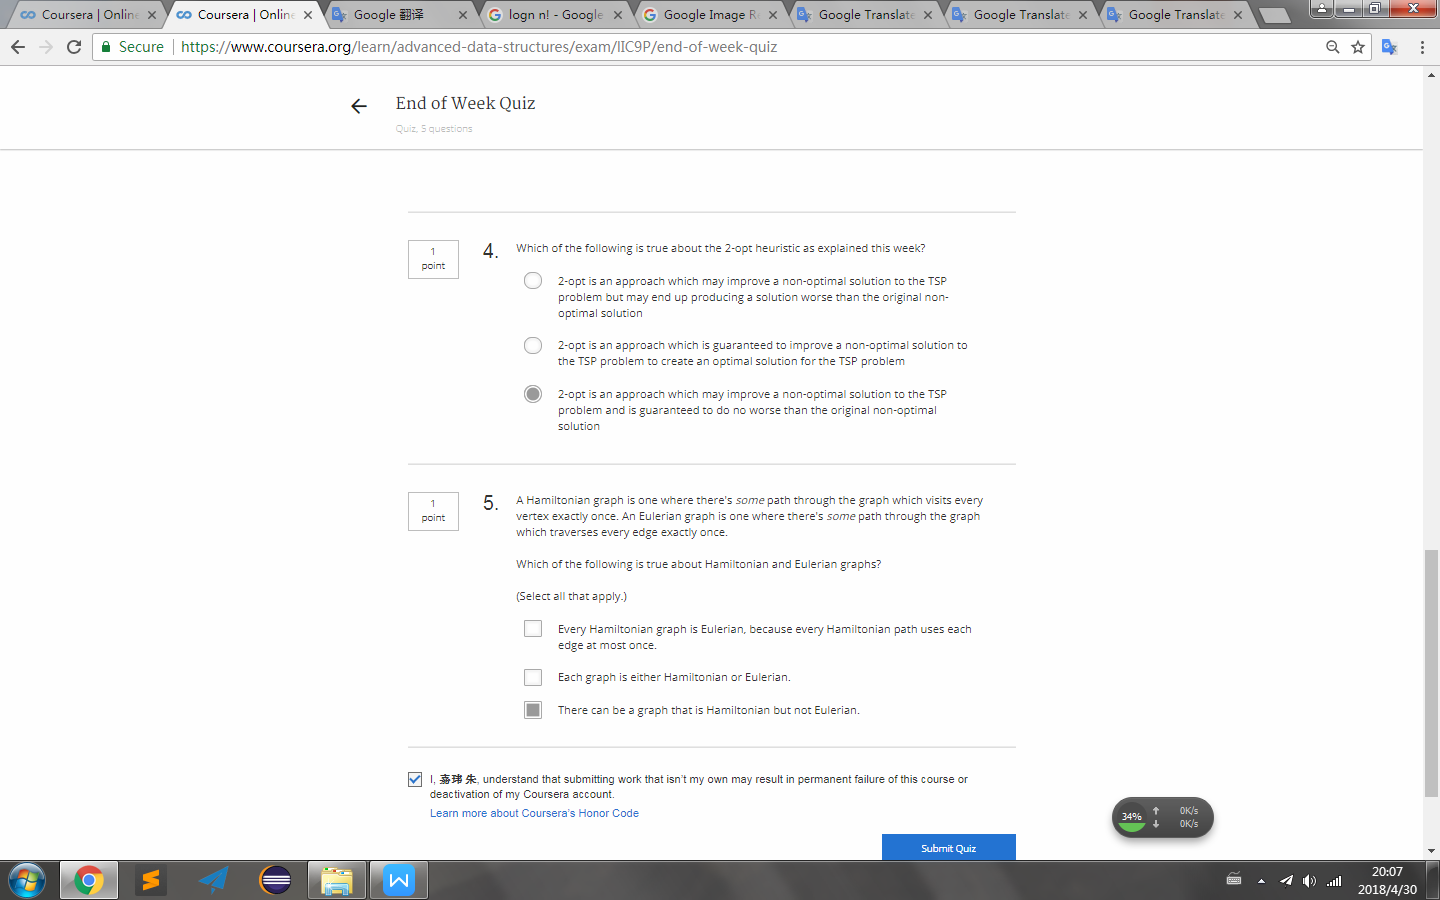 Coursera | Online
Coursera | Online
Google 翻译
logn n! - Google
Google Image Re
Google Translate
Google Translate
Google Translate
Secure
https://www.coursera.org/learn/advanced-data-structures/exam/lIC9P/end-of-week-quiz
End of Week Quiz
Quiz, 5 questions
1
point
4.
Which of the following is true about the 2-opt heuristic as explained this week?
2-opt is an approach which may improve a non-optimal solution to the TSP
problem but may end up producing a solution worse than the original non-
optimal solution
2-opt is an approach which is guaranteed to improve a non-optimal solution to
the TSP problem to create an optimal solution for the TSP problem
2-opt is an approach which may improve a non-optimal solution to the TSP
problem and is guaranteed to do no worse than the original non-optimal
solution
1
point
5.
A Hamiltonian graph is one where there's some path through the graph which visits every
vertex exactly once. An Eulerian graph is one where there's some path through the graph
which traverses every edge exactly once.
Which of the following is true about Hamiltonian and Eulerian graphs?
(Select all that apply.)
Every Hamiltonian graph is Eulerian, because every Hamiltonian path uses each
edge at most once.
Each graph is either Hamiltonian or Eulerian.
There can be a graph that is Hamiltonian but not Eulerian.
I, 朱, understand that submitting work that isn't my own may result in permanent failure of this course or
deactivation of my Coursera account.
Learn more about Coursera's Honor Code
Submit Quiz
34%
0K/s
0K/s
20:07
2018/4/30